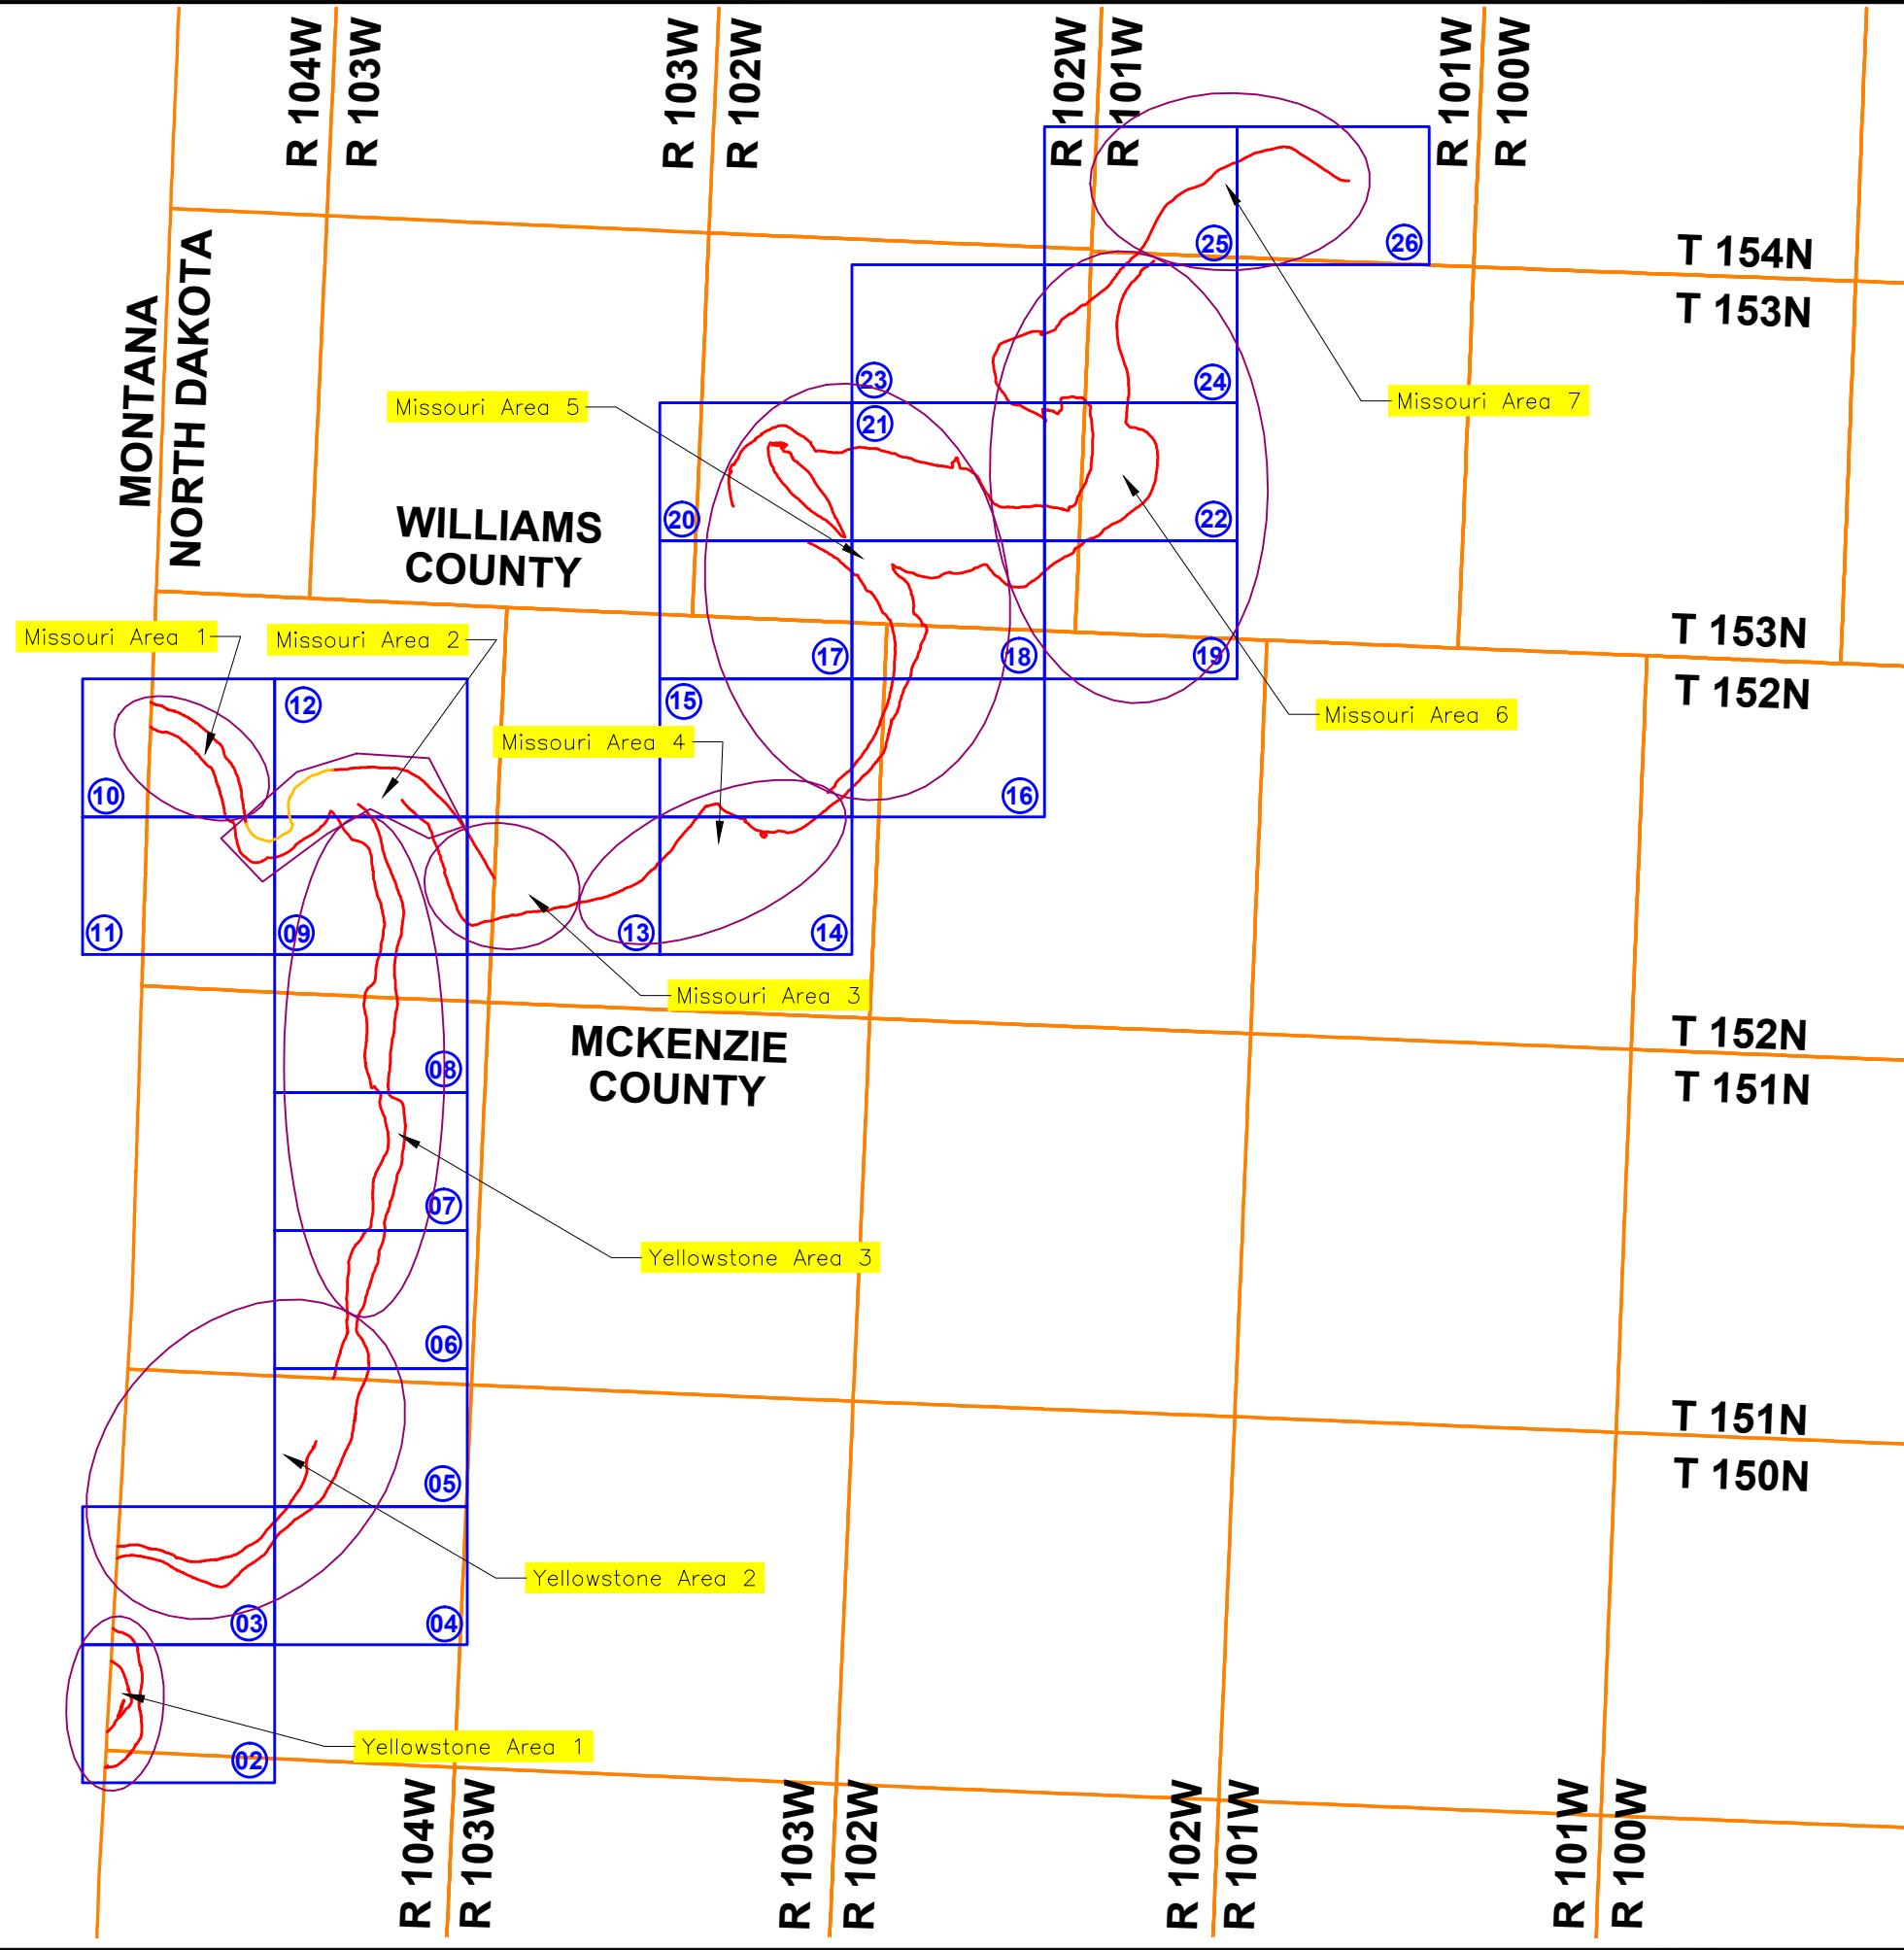 R 104W
R 103W
R 103W
R 102W
R 102W
R 101W
R 101W
R 100W
MONTANA
NORTH DAKOTA
25
26
T 154N
T 153N
23
24
Missouri Area 5
Missouri Area 7
21
WILLIAMS
COUNTY
20
22
Missouri Area 1
Missouri Area 2
17
18
19
T 153N
T 152N
12
15
Missouri Area 6
Missouri Area 4
10
16
11
09
13
14
Missouri Area 3
MCKENZIE
COUNTY
T 152N
T 151N
08
07
Yellowstone Area 3
06
T 151N
T 150N
05
Yellowstone Area 2
03
04
Yellowstone Area 1
02
R 104W
R 103W
R 103W
R 102W
R 102W
R 101W
R 101W
R 100W